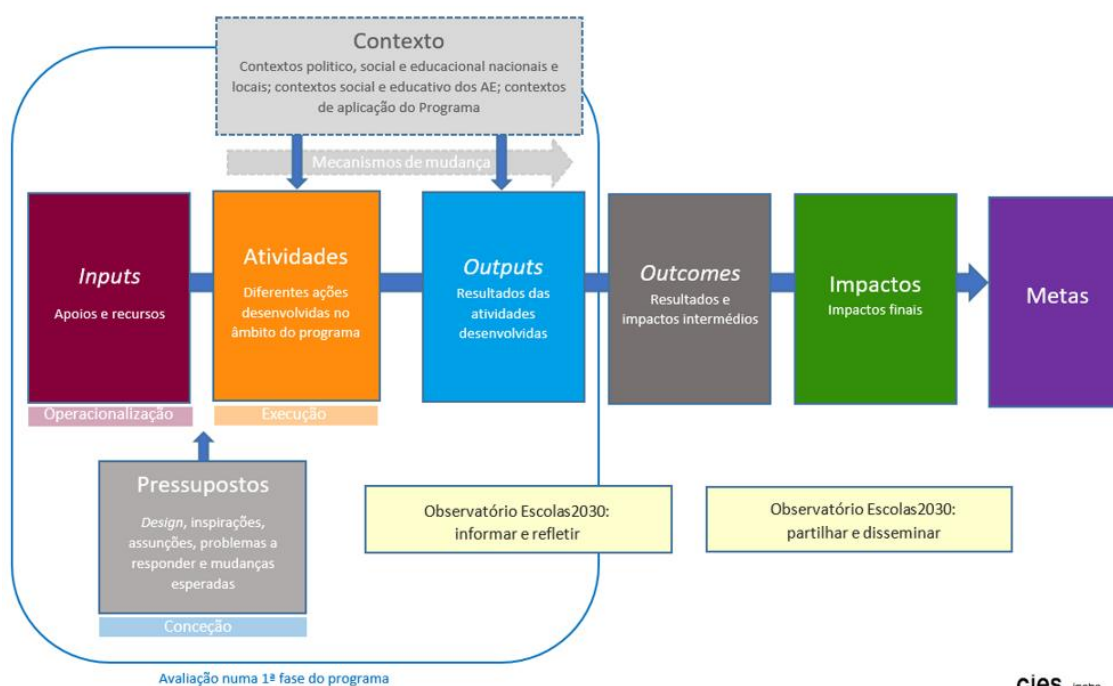 Contexto
Contextos politico, social e educacional nacionais e
locais; contextos social e educativo dos AE; contextos
de aplicação do Programa
Mecanismos de mudança
Inputs
Apoios e recursos
Operacionalização
Atividades
Diferentes ações
desenvolvidas no
âmbito do programa
Execução
Outputs
Resultados das
atividades
desenvolvidas
Outcomes
Resultados e
impactos intermédios
Impactos
Impactos finais
Metas
Pressupostos
Design, inspirações,
assunções, problemas a
responder e mudanças
esperadas
Conceção
Observatório Escolas2030:
informar e refletir
Observatório Escolas2030:
partilhar e disseminar
Avaliação numa 1ª fase do programa
cies